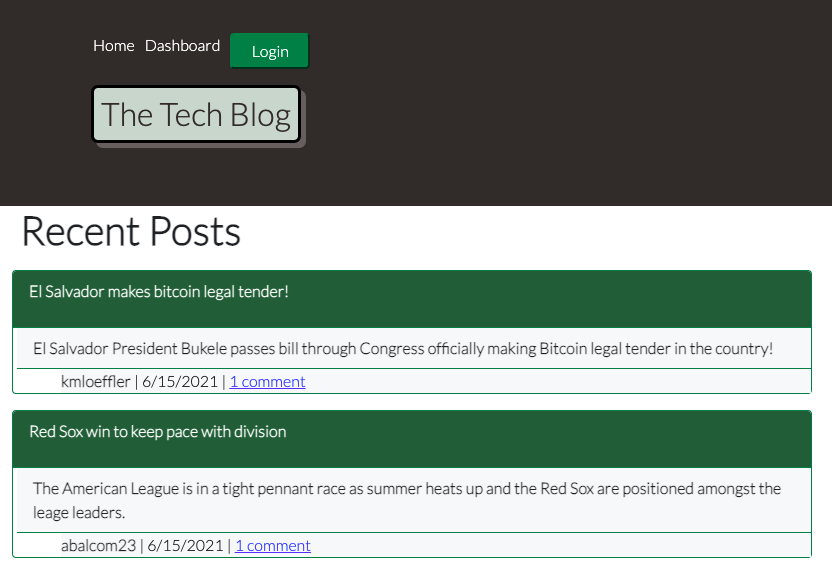 Home Dashboard Login
The Tech Blog
Recent Posts
El Salvador makes bitcoin legal tender!
El Salvador President Bukele passes bill through Congress officially making Bitcoin legal tender in the country!
kmloeffler | 6/15/2021 | 1 comment
Red Sox win to keep pace with division
The American League is in a tight pennant race as summer heats up and the Red Sox are positioned amongst the
leage leaders.
abalcom23 | 6/15/2021 | 1 comment